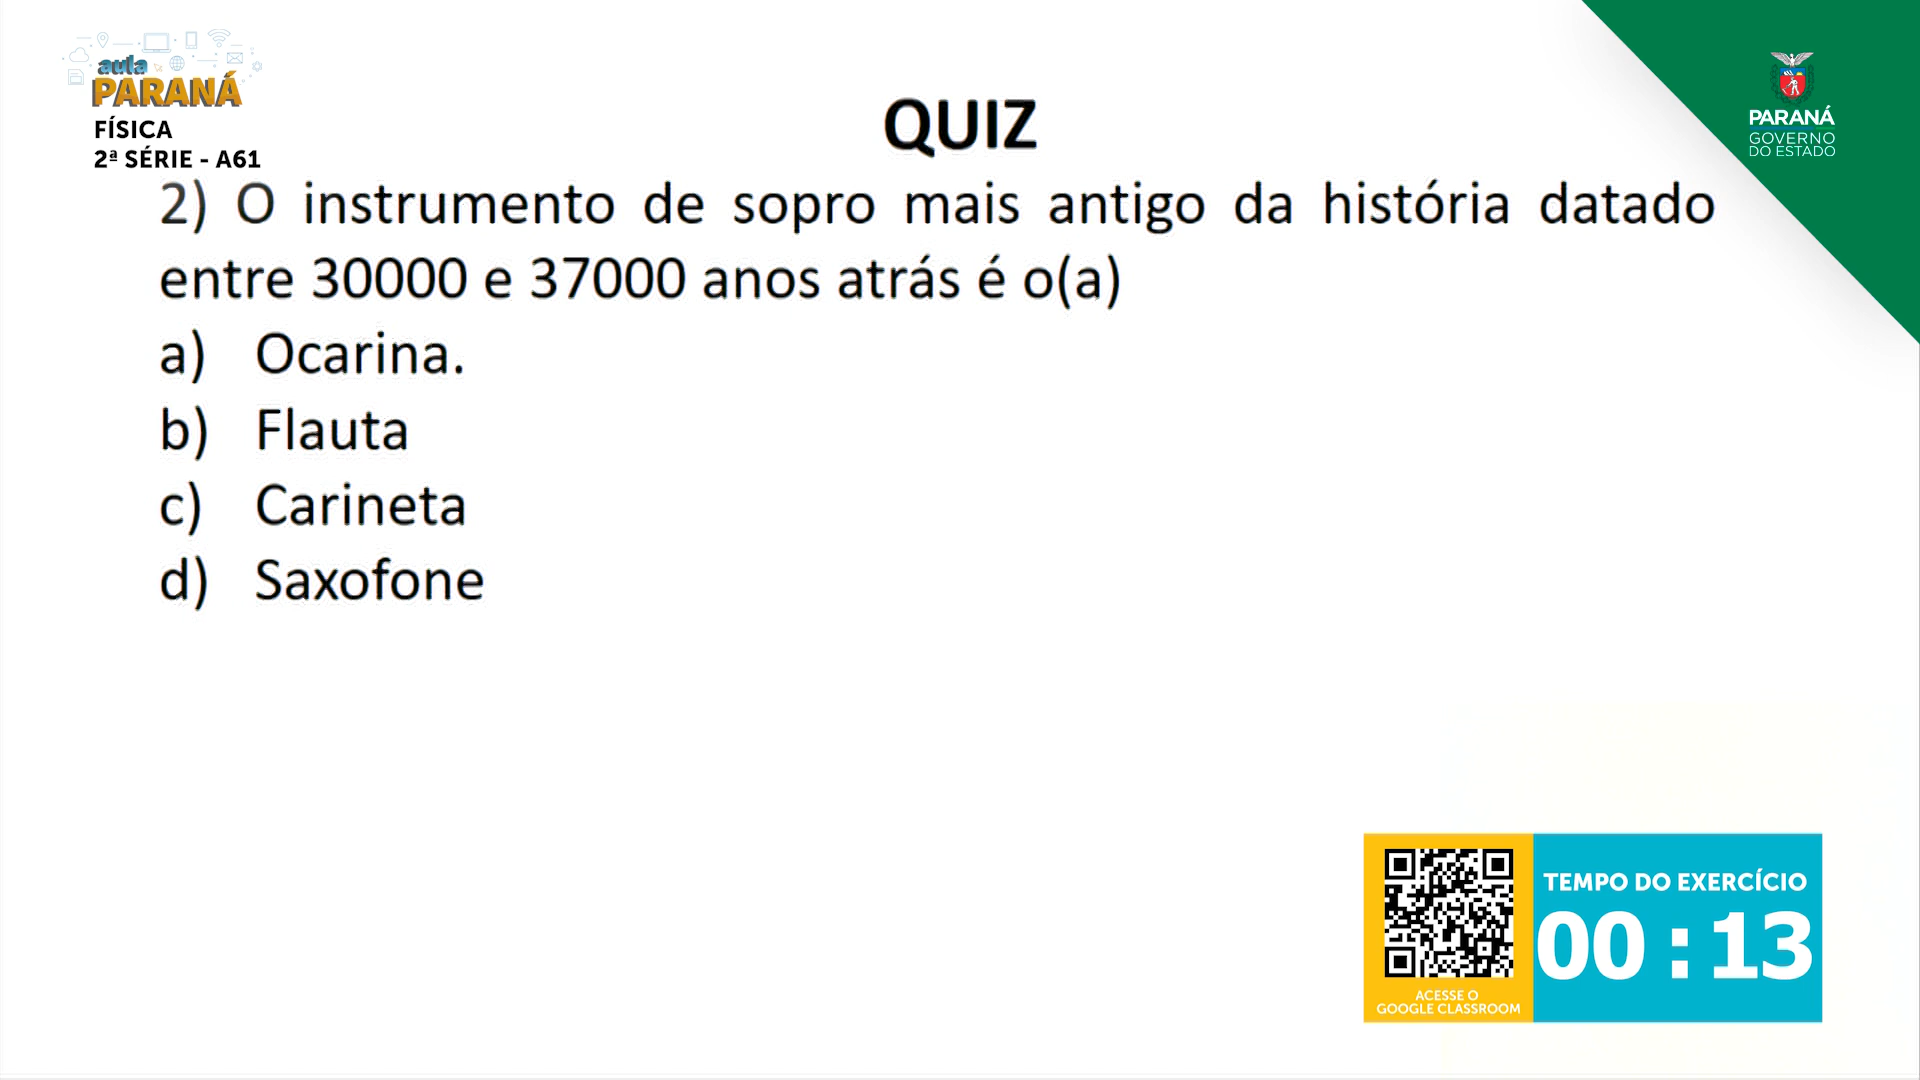 aula
PARANÁ
FÍSICA
2ª SÉRIE - A61
PARANÁ
GOVERNO
DO ESTADO
QUIZ
2) O instrumento de sopro mais antigo da história datado
entre 30000 e 37000 anos atrás é o(a)
a) Ocarina.
b) Flauta
c) Carineta
d) Saxofone
ACESSE O
GOOGLE CLASSROOM
TEMPO DO EXERCÍCIO
00 : 13